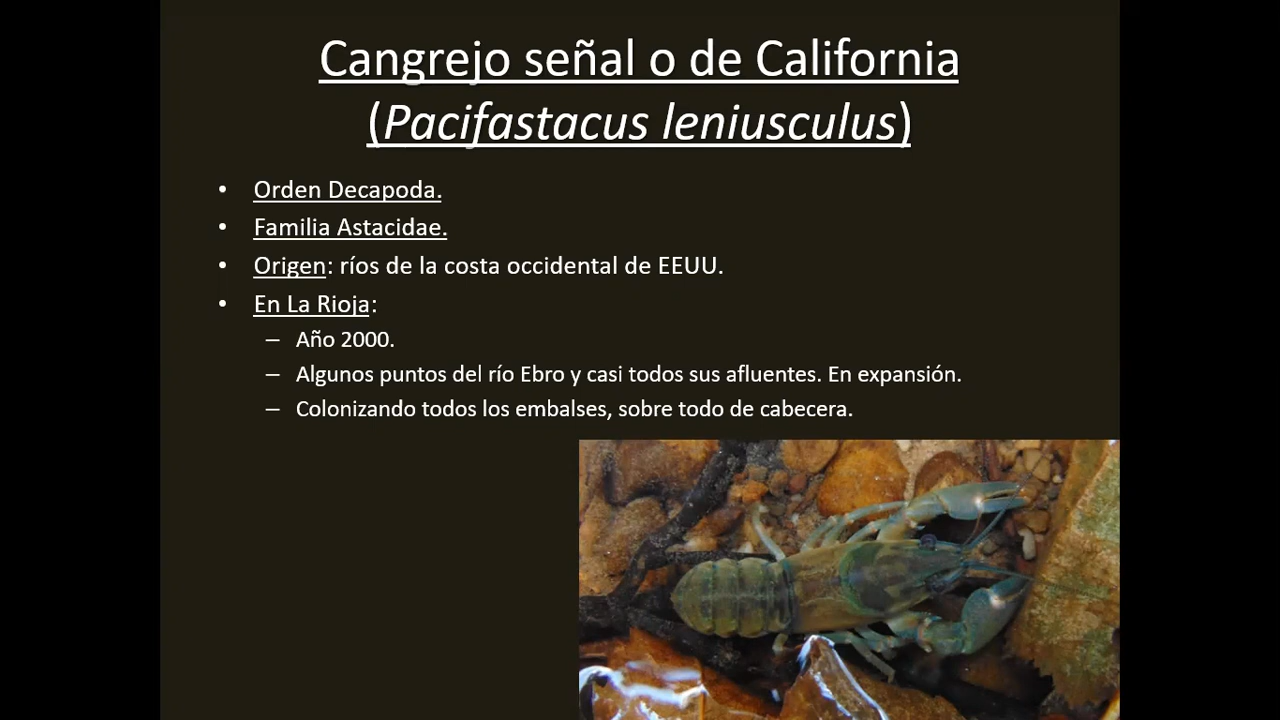 Cangrejo señal o de California
(Pacifastacus leniusculus)
• Orden Decapoda.
• Familia Astacidae.
• Origen: ríos de la costa occidental de EEUU.
• En La Rioja:
– Año 2000.
– Algunos puntos del río Ebro y casi todos sus afluentes. En expansión.
– Colonizando todos los embalses, sobre todo de cabecera.